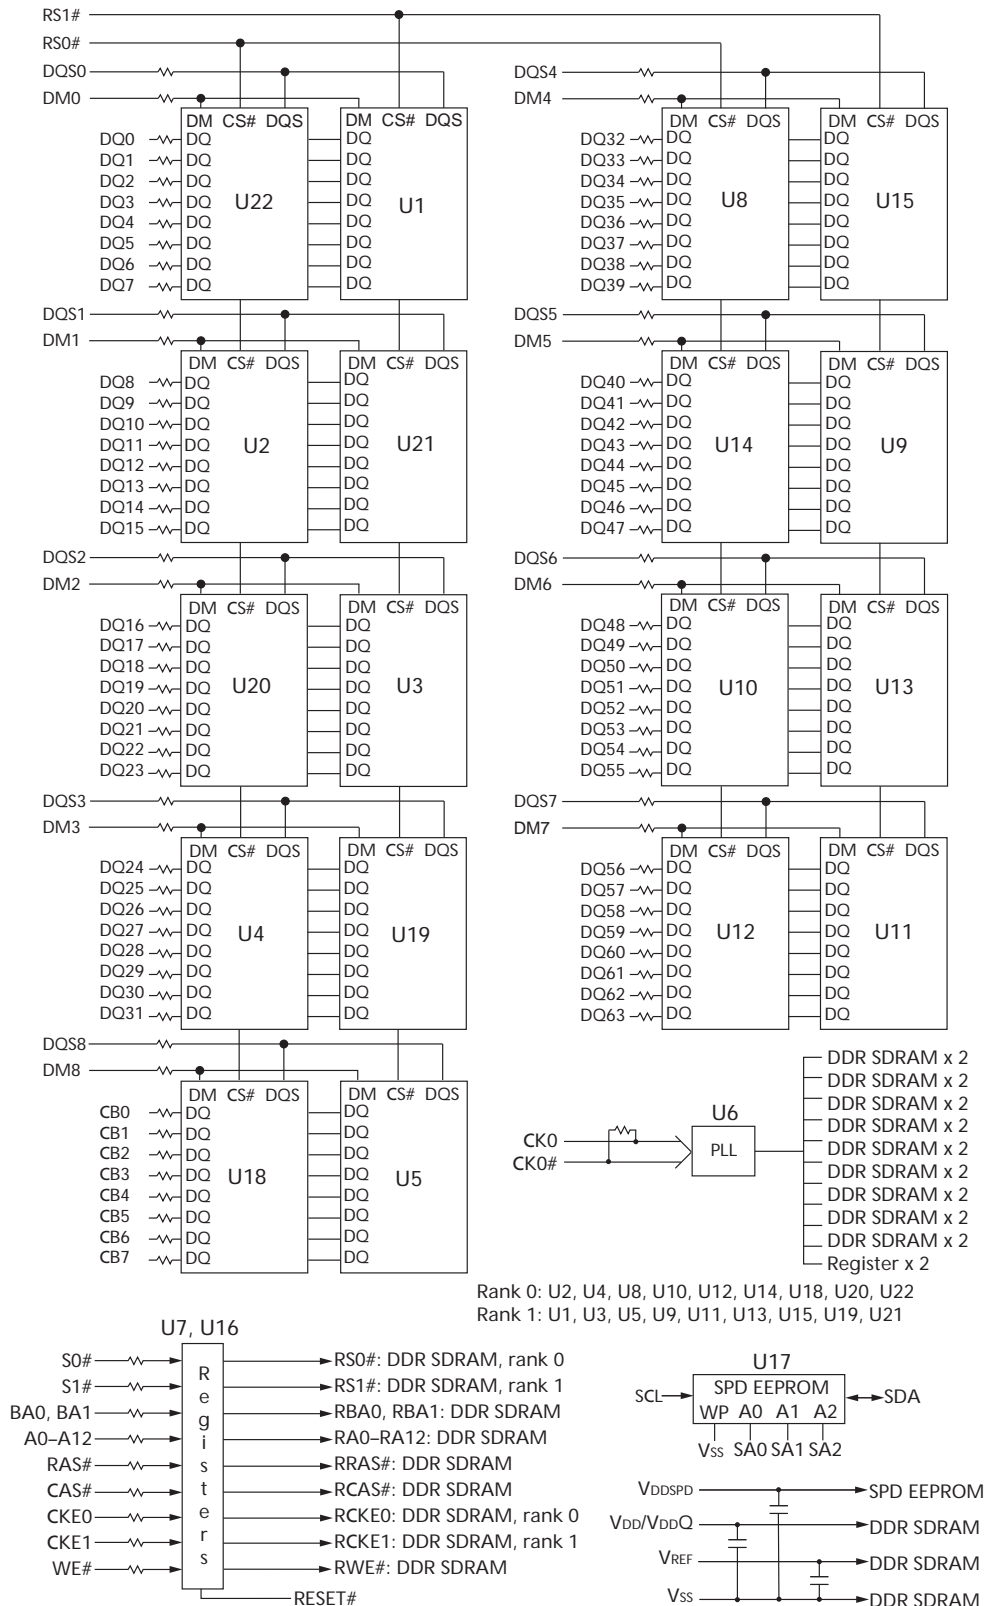 RS1#
RS0#
DQS0
DM0
DM CS# DQS
DM CS# DQS
DQ0 DQ DQ
DQ1 DQ DQ
DQ2 DQ DQ
DQ3 DQ DQ
DQ4 DQ DQ
DQ5 DQ DQ
DQ6 DQ DQ
DQ7 DQ DQ
U22
U1
DQS1
DM1
DM CS# DQS
DM CS# DQS
DQ8 DQ DQ
DQ9 DQ DQ
DQ10 DQ DQ
DQ11 DQ DQ
DQ12 DQ DQ
DQ13 DQ DQ
DQ14 DQ DQ
DQ15 DQ DQ
U2
U21
DQS2
DM2
DM CS# DQS
DM CS# DQS
DQ16 DQ DQ
DQ17 DQ DQ
DQ18 DQ DQ
DQ19 DQ DQ
DQ20 DQ DQ
DQ21 DQ DQ
DQ22 DQ DQ
DQ23 DQ DQ
U20
U3
DQS3
DM3
DM CS# DQS
DM CS# DQS
DQ24 DQ DQ
DQ25 DQ DQ
DQ26 DQ DQ
DQ27 DQ DQ
DQ28 DQ DQ
DQ29 DQ DQ
DQ30 DQ DQ
DQ31 DQ DQ
U4
U19
DQS8
DM8
DM CS# DQS
DM CS# DQS
CB0 DQ DQ
CB1 DQ DQ
CB2 DQ DQ
CB3 DQ DQ
CB4 DQ DQ
CB5 DQ DQ
CB6 DQ DQ
CB7 DQ DQ
U18
U5
DQS4
DM4
DM CS# DQS
DM CS# DQS
DQ32 DQ DQ
DQ33 DQ DQ
DQ34 DQ DQ
DQ35 DQ DQ
DQ36 DQ DQ
DQ37 DQ DQ
DQ38 DQ DQ
DQ39 DQ DQ
U8
U15
DQS5
DM5
DM CS# DQS
DM CS# DQS
DQ40 DQ DQ
DQ41 DQ DQ
DQ42 DQ DQ
DQ43 DQ DQ
DQ44 DQ DQ
DQ45 DQ DQ
DQ46 DQ DQ
DQ47 DQ DQ
U14
U9
DQS6
DM6
DM CS# DQS
DM CS# DQS
DQ48 DQ DQ
DQ49 DQ DQ
DQ50 DQ DQ
DQ51 DQ DQ
DQ52 DQ DQ
DQ53 DQ DQ
DQ54 DQ DQ
DQ55 DQ DQ
U10
U13
DQS7
DM7
DM CS# DQS
DM CS# DQS
DQ56 DQ DQ
DQ57 DQ DQ
DQ58 DQ DQ
DQ59 DQ DQ
DQ60 DQ DQ
DQ61 DQ DQ
DQ62 DQ DQ
DQ63 DQ DQ
U12
U11
U6
CK0
CK0#
PLL
DDR SDRAM x 2
DDR SDRAM x 2
DDR SDRAM x 2
DDR SDRAM x 2
DDR SDRAM x 2
DDR SDRAM x 2
DDR SDRAM x 2
DDR SDRAM x 2
DDR SDRAM x 2
Register x 2
Rank 0: U2, U4, U8, U10, U12, U14, U18, U20, U22
Rank 1: U1, U3, U5, U9, U11, U13, U15, U19, U21
U7, U16
Registers
S0# RS0#: DDR SDRAM, rank 0
S1# RS1#: DDR SDRAM, rank 1
BA0, BA1 RBA0, RBA1: DDR SDRAM
A0–A12 RA0–RA12: DDR SDRAM
RAS# RRAS#: DDR SDRAM
CAS# RCAS#: DDR SDRAM
CKE0 RCKE0: DDR SDRAM, rank 0
CKE1 RCKE1: DDR SDRAM, rank 1
WE# RWE#: DDR SDRAM
RESET#
U17
SCL SPD EEPROM SDA
WP A0 A1 A2
VSS SA0 SA1 SA2
VDDSPD SPD EEPROM
VDD/VDDQ DDR SDRAM
VREF DDR SDRAM
VSS DDR SDRAM